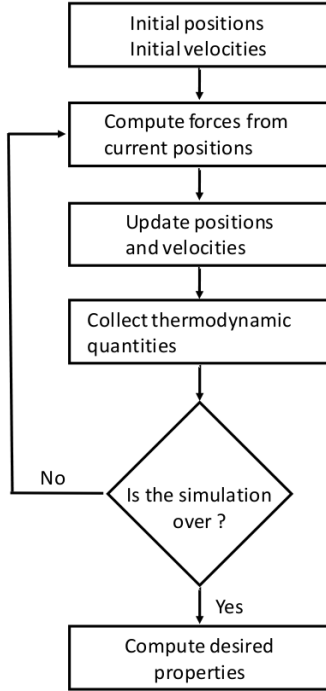 Initial positions
Initial velocities
Compute forces from
current positions
Update positions
and velocities
Collect thermodynamic
quantities
Is the simulation
over ?
No
Yes
Compute desired
properties